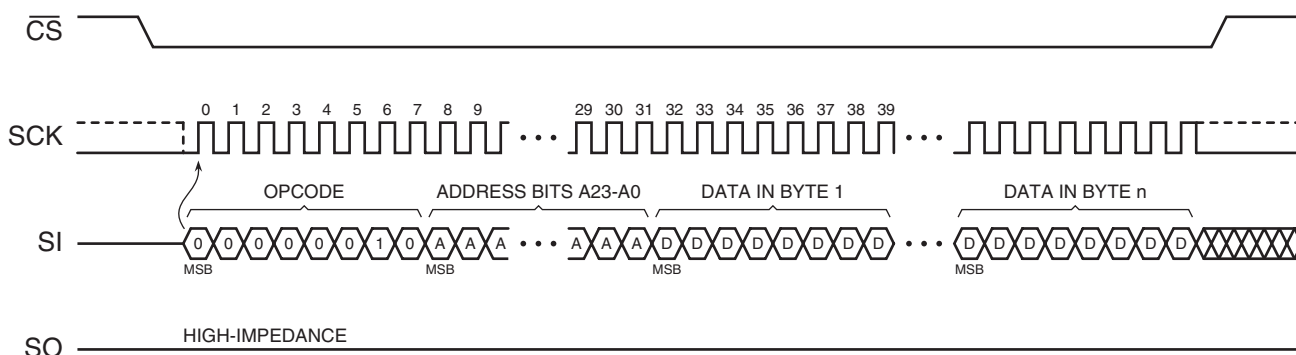 CS
0 1 2 3 4 5 6 7 8 9 29 30 31 32 33 34 35 36 37 38 39
SCK
OPCODE ADDRESS BITS A23-A0 DATA IN BYTE 1 DATA IN BYTE n
SI 0 0 0 0 0 0 1 0 A A A A A A D D D D D D D D D D D D D D D D
MSB MSB MSB MSB
HIGH-IMPEDANCE
SO